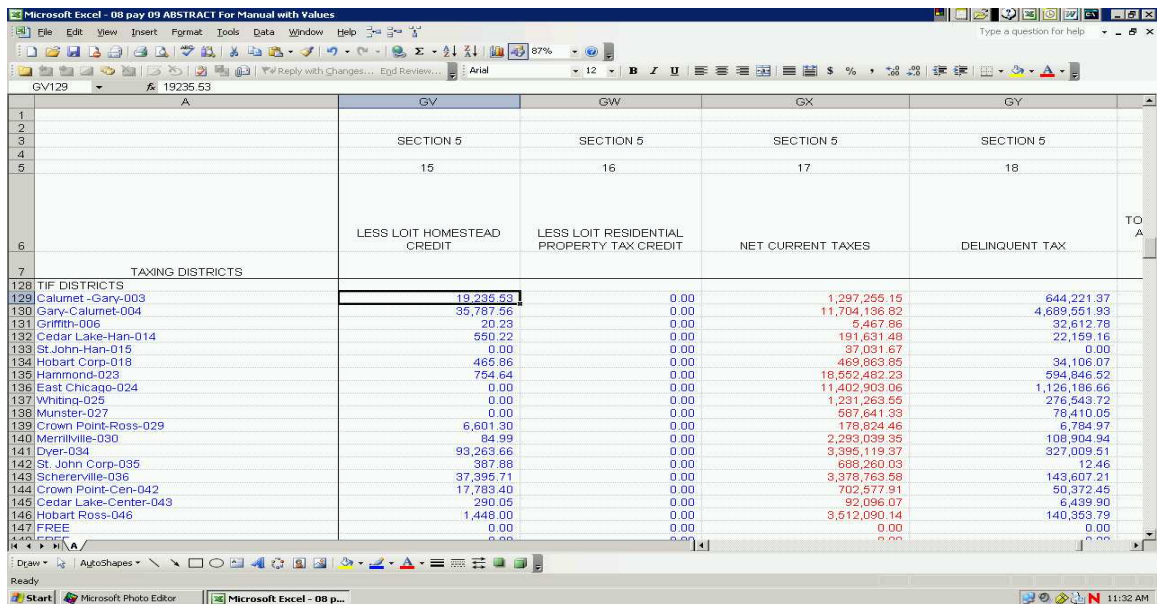 Microsoft Excel - 08 pay 09 ABSTRACT For Manual with Values
File Edit View Insert Format Tools Data Window Help Type a question for help
87%
Reply with Changes... End Review... Arial 12 B I U $ % ,
GV129 fx 19235.53
A GV GW GX GY
1
2
3 SECTION 5 SECTION 5 SECTION 5 SECTION 5
4
5 15 16 17 18
TO
LESS LOIT HOMESTEAD LESS LOIT RESIDENTIAL A
6 CREDIT PROPERTY TAX CREDIT NET CURRENT TAXES DELINQUENT TAX
7 TAXING DISTRICTS
128 TIF DISTRICTS
129 Calumet -Gary-003 19,235.53 0.00 1,297,255.15 644,221.37
130 Gary-Calumet-004 35,787.56 0.00 11,704,136.82 4,689,551.93
131 Griffith-006 20.23 0.00 5,467.86 32,612.78
132 Cedar Lake-Han-014 550.22 0.00 191,631.48 22,159.16
133 St.John-Han-015 0.00 0.00 37,031.67 0.00
134 Hobart Corp-018 465.86 0.00 469,863.85 34,106.07
135 Hammond-023 754.64 0.00 18,552,482.23 594,846.52
136 East Chicago-024 0.00 0.00 11,402,903.06 1,126,186.66
137 Whiting-025 0.00 0.00 1,231,263.55 276,543.72
138 Munster-027 0.00 0.00 587,641.33 78,410.05
139 Crown Point-Ross-029 6,601.30 0.00 178,824.46 6,784.97
140 Merrillville-030 84.99 0.00 2,293,039.35 108,904.94
141 Dyer-034 93,263.66 0.00 3,395,119.37 327,009.51
142 St. John Corp-035 387.88 0.00 688,260.03 12.46
143 Schererville-036 37,395.71 0.00 3,378,763.58 143,607.21
144 Crown Point-Cen-042 17,783.40 0.00 702,577.91 50,372.45
145 Cedar Lake-Center-043 290.05 0.00 92,096.07 6,439.90
146 Hobart Ross-046 1,448.00 0.00 3,512,090.14 140,353.79
147 FREE 0.00 0.00 0.00 0.00
A
Draw AutoShapes
Ready
Start Microsoft Photo Editor Microsoft Excel - 08 p... 11:32 AM